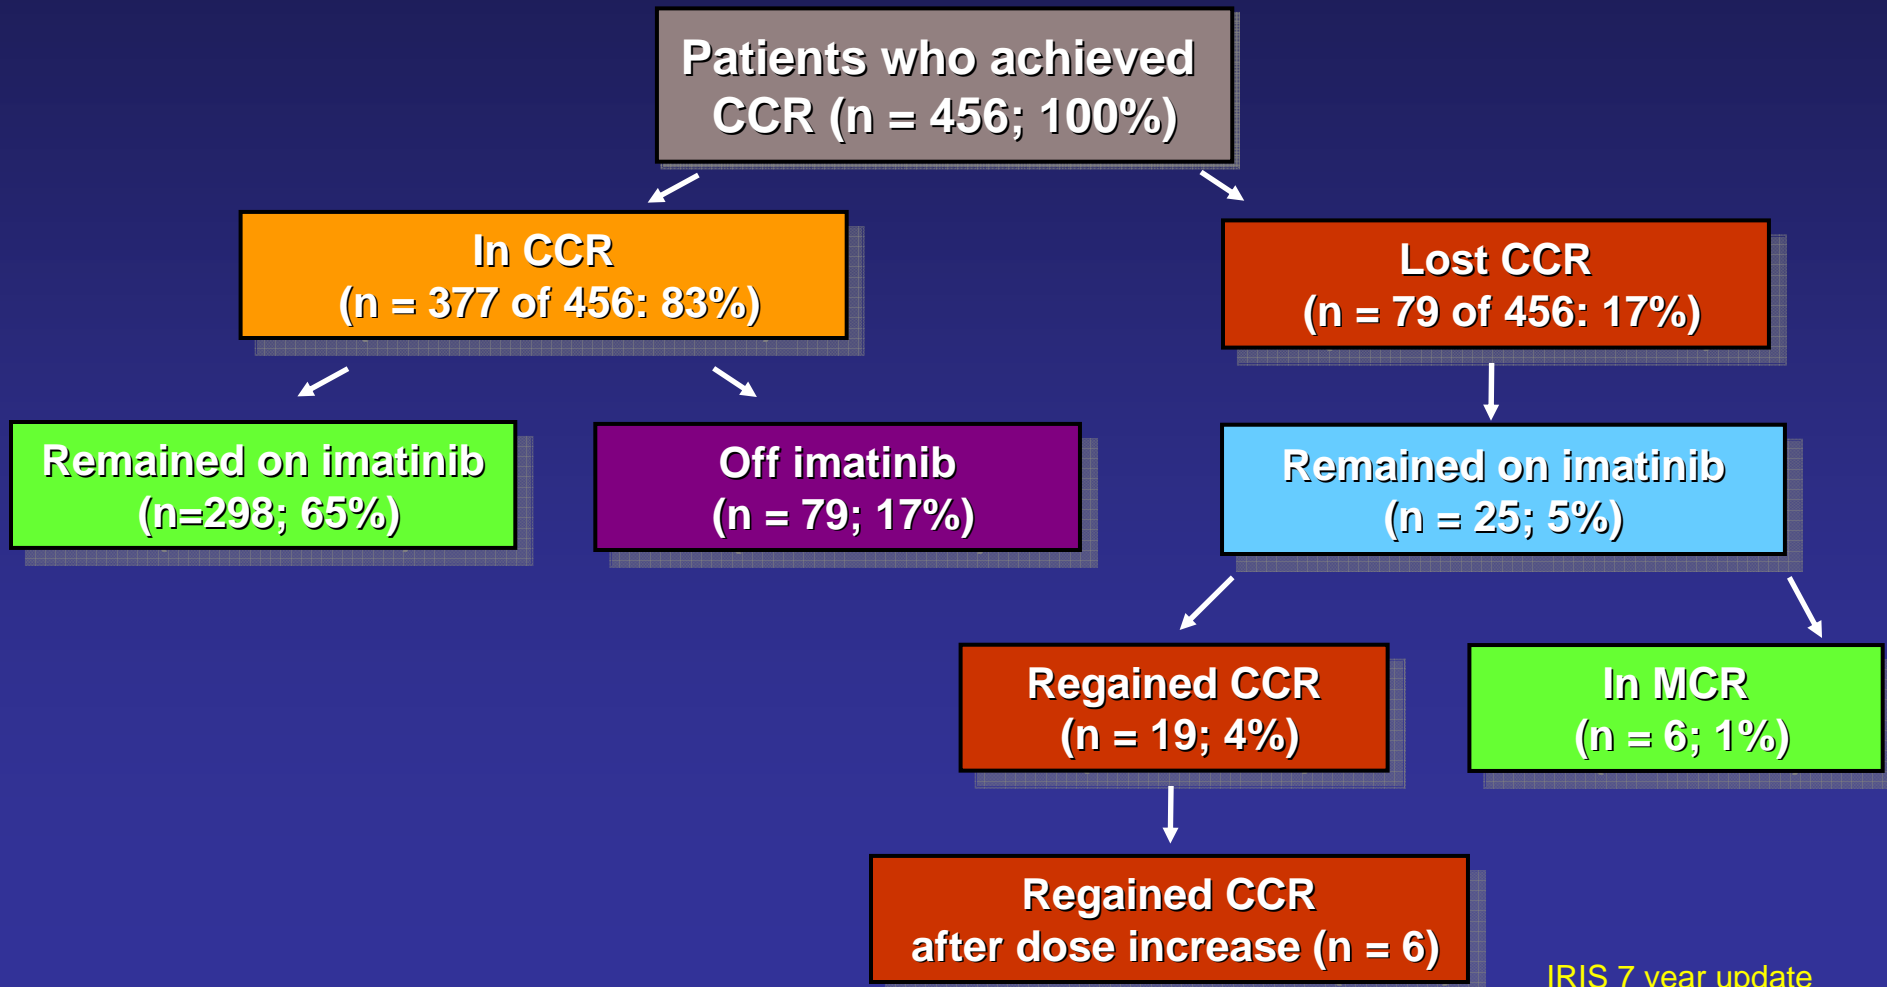 Patients who achieved
CCR (n = 456; 100%)
In CCR
(n = 377 of 456: 83%)
Lost CCR
(n = 79 of 456: 17%)
Remained on imatinib
(n=298; 65%)
Off imatinib
(n = 79; 17%)
Remained on imatinib
(n = 25; 5%)
Regained CCR
(n = 19; 4%)
In MCR
(n = 6; 1%)
Regained CCR
after dose increase (n = 6)
IRIS 7 year update